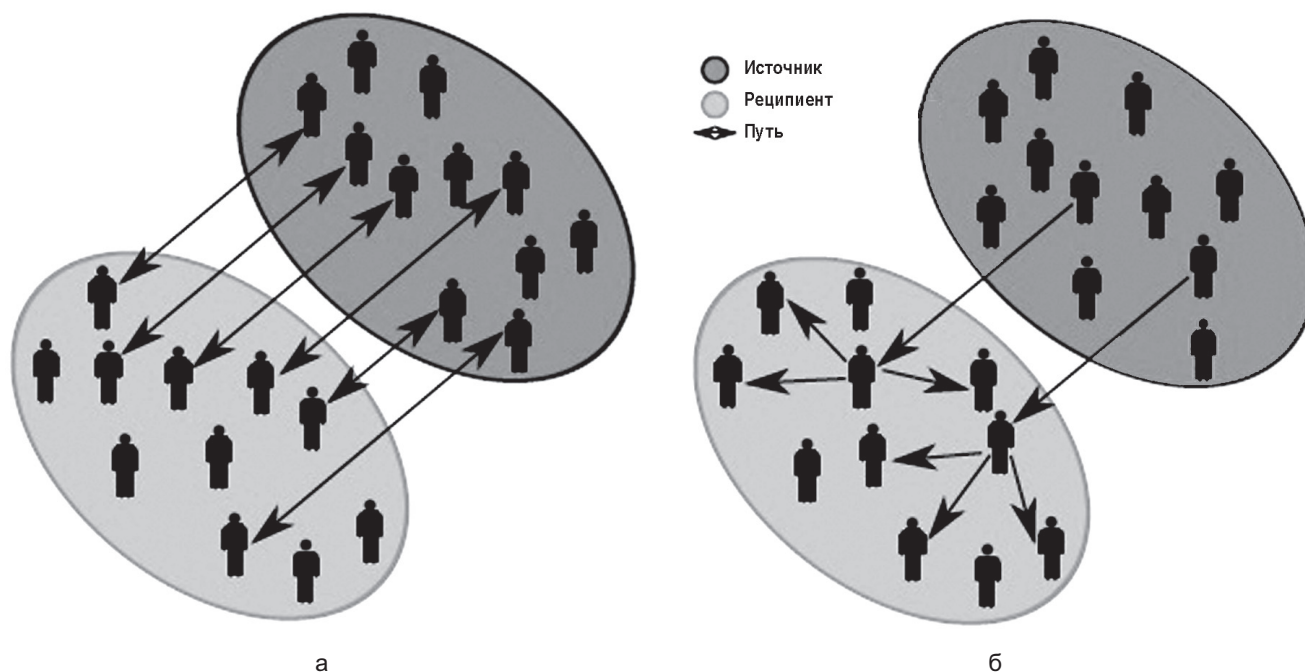 Источник
Реципиент
Путь
а
б